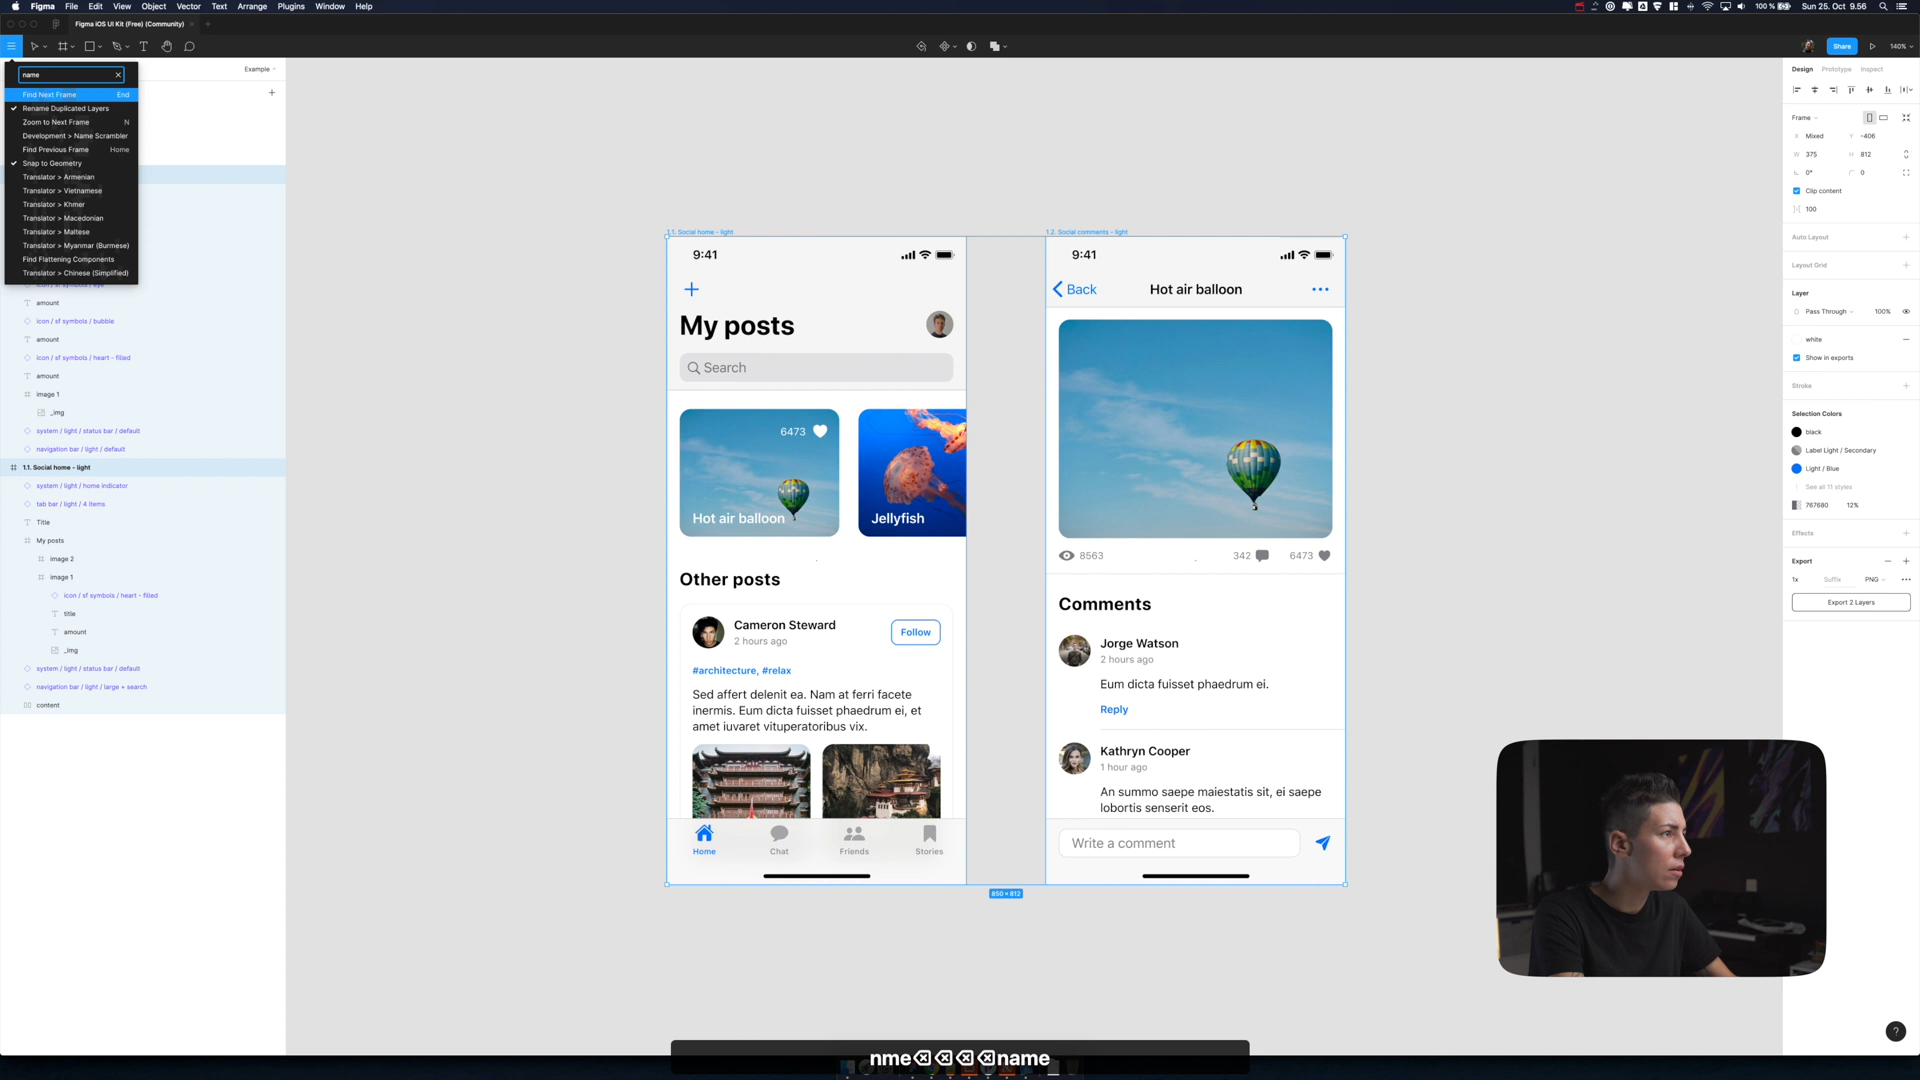 Figma File Edit View Object Vector Text Arrange Plugins Window Help
100 % Sun 25. Oct 9.56
Figma iOS UI Kit (Free) (Community)
Share
140%
name
Find Next Frame End
Rename Duplicated Layers
Zoom to Next Frame N
Development > Name Scrambler
Find Previous Frame Home
Snap to Geometry
Translator > Armenian
Translator > Vietnamese
Translator > Khmer
Translator > Macedonian
Translator > Maltese
Translator > Myanmar (Burmese)
Find Flattening Components
Translator > Chinese (Simplified)
Example
icon / sf symbols / eye
amount
icon / sf symbols / bubble
amount
icon / sf symbols / heart - filled
amount
image 1
_img
system / light / status bar / default
navigation bar / light / default
1.1. Social home - light
system / light / home indicator
tab bar / light / 4 items
Title
My posts
image 2
image 1
icon / sf symbols / heart - filled
title
amount
_img
system / light / status bar / default
navigation bar / light / large + search
content
1.1. Social home - light
9:41
My posts
Search
6473
Hot air balloon
Jellyfish
Other posts
Cameron Steward
2 hours ago
Follow
#architecture, #relax
Sed affert delenit ea. Nam at ferri facete
inermis. Eum dicta fuisset phaedrum ei, et
amet iuvaret vituperatoribus vix.
Home Chat Friends Stories
1.2. Social comments - light
9:41
Back Hot air balloon
8563 342 6473
Comments
Jorge Watson
2 hours ago
Eum dicta fuisset phaedrum ei.
Reply
Kathryn Cooper
1 hour ago
An summo saepe maiestatis sit, ei saepe
lobortis senserit eos.
Write a comment
850 × 812
Design Prototype Inspect
Frame
X Mixed Y -406
W 375 H 812
0° 0
Clip content
100
Auto Layout
Layout Grid
Layer
Pass Through 100%
white
Show in exports
Stroke
Selection Colors
black
Label Light / Secondary
Light / Blue
See all 11 styles
767680 12%
Effects
Export
1x Suffix PNG
Export 2 Layers
?
nme⌫⌫⌫⌫name